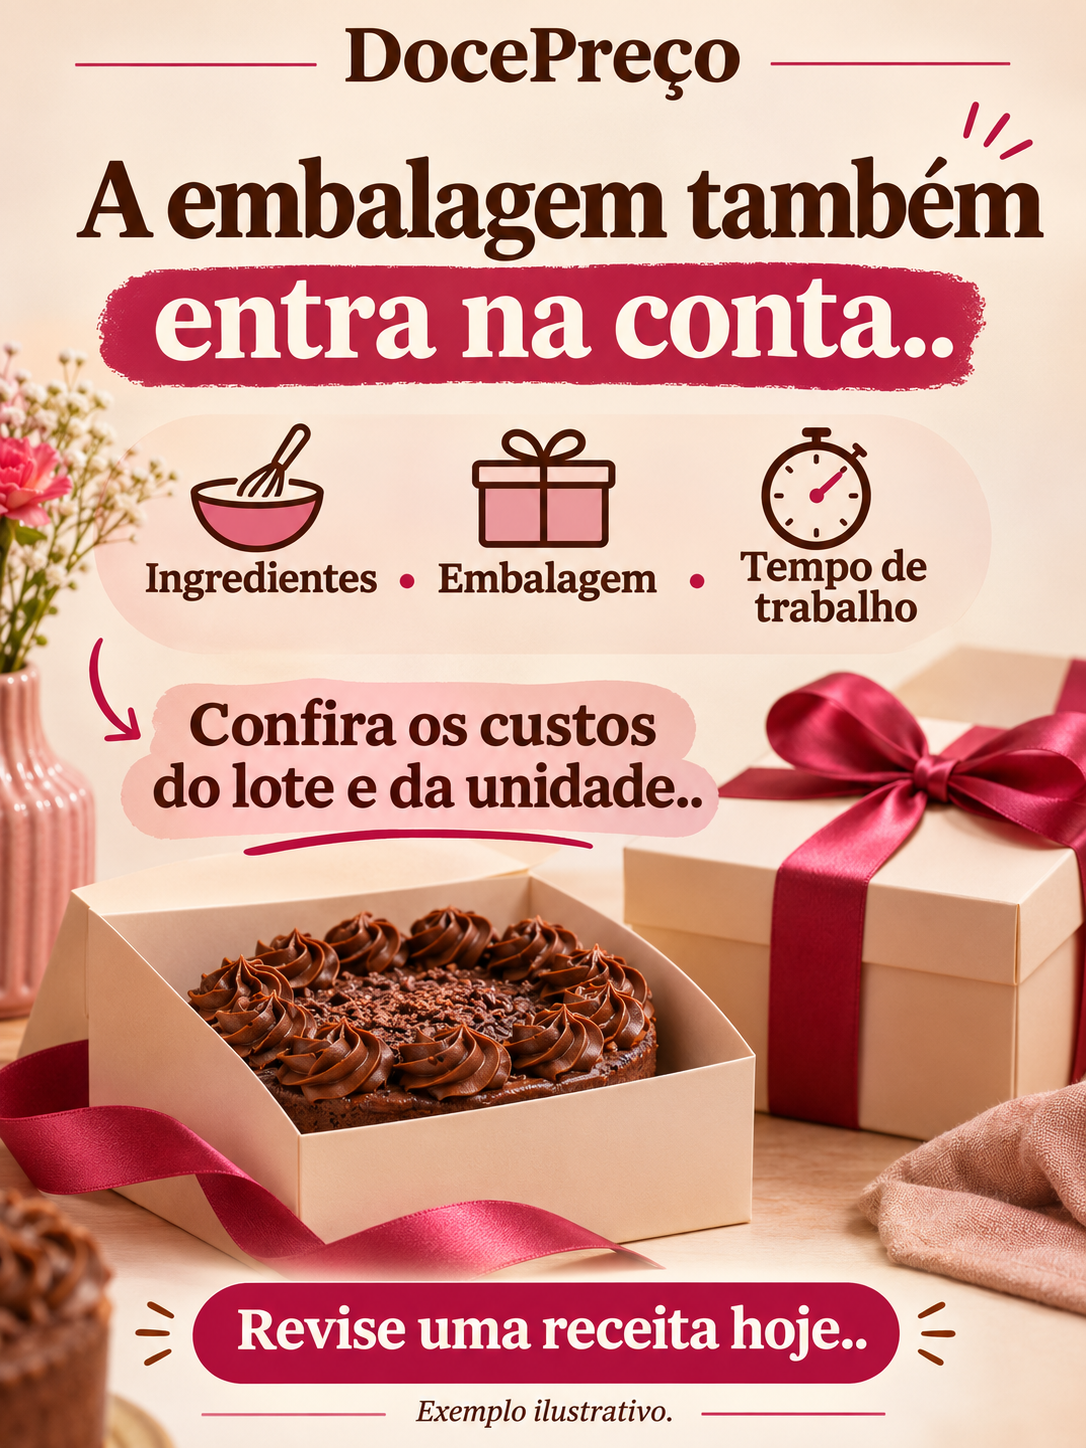 DocePreço
A embalagem também
entra na conta..
Ingredientes • Embalagem •
Tempo de
trabalho
Confira os custos
do lote e da unidade..
Revise uma receita hoje..
Exemplo ilustrativo.